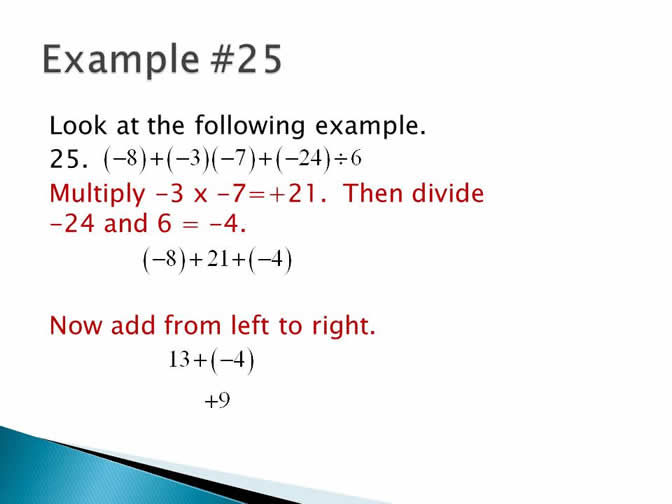 Example #25
Look at the following example.
25. (−8)+(−3)(−7)+(−24)÷6
Multiply -3 x -7=+21. Then divide
-24 and 6 = -4.
(−8)+21+(−4)
Now add from left to right.
13+(−4)
+9